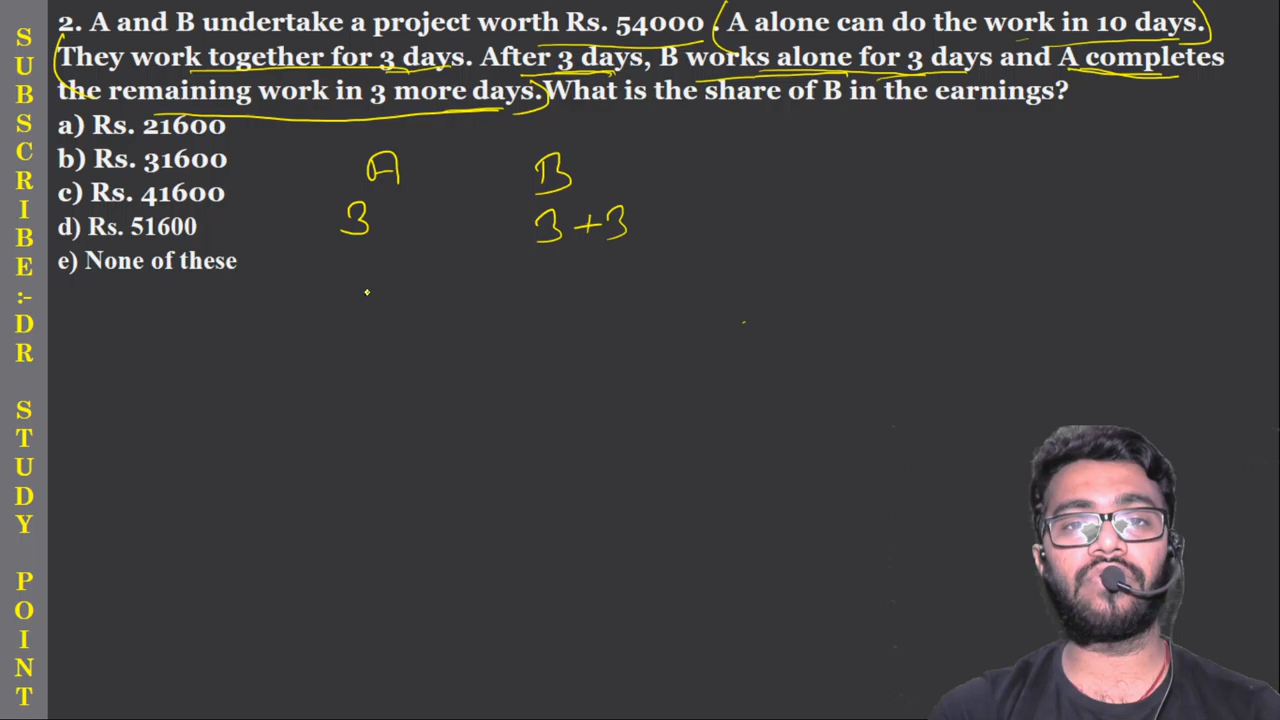 SUBSCRIBE :- DR STUDY POINT
2. A and B undertake a project worth Rs. 54000 . A alone can do the work in 10 days.
They work together for 3 days. After 3 days, B works alone for 3 days and A completes
the remaining work in 3 more days. What is the share of B in the earnings?
a) Rs. 21600
b) Rs. 31600
c) Rs. 41600
d) Rs. 51600
e) None of these
A B
3 3 + 3